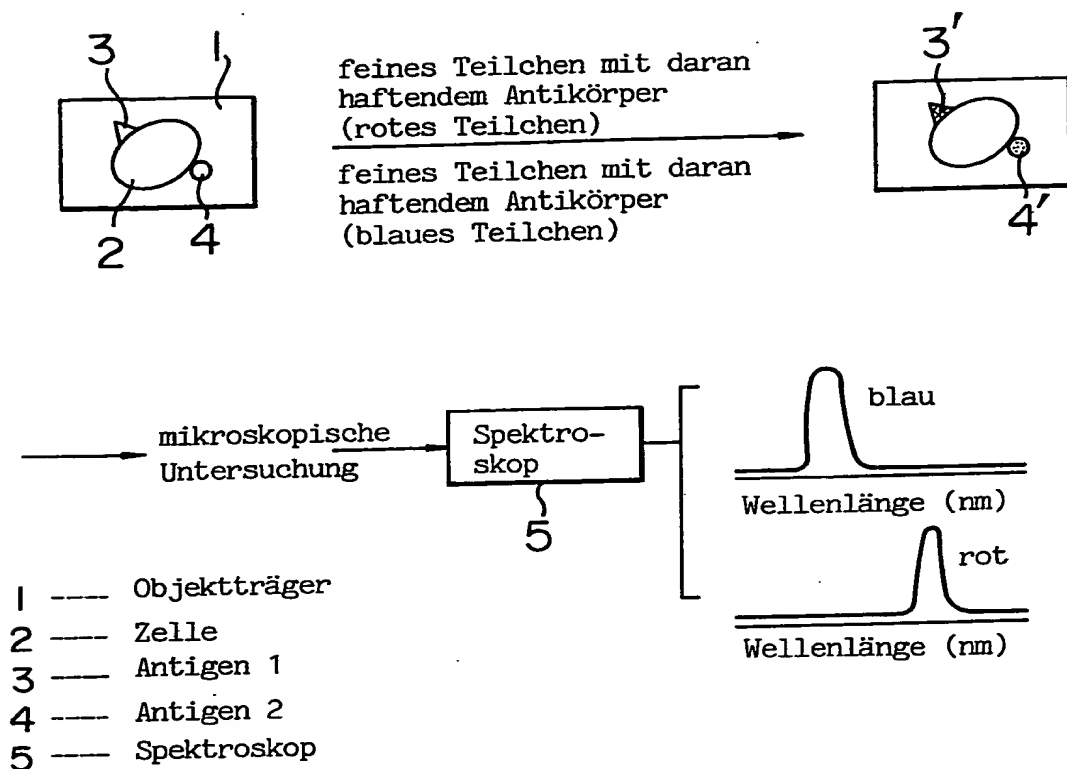 3
1
2
4
feines Teilchen mit daran
haftendem Antikörper
(rotes Teilchen)
feines Teilchen mit daran
haftendem Antikörper
(blaues Teilchen)
3'
4'
mikroskopische
Untersuchung
Spektro-
skop
5
blau
Wellenlänge (nm)
rot
Wellenlänge (nm)
1 ---- Objektträger
2 ---- Zelle
3 ---- Antigen 1
4 ---- Antigen 2
5 ---- Spektroskop